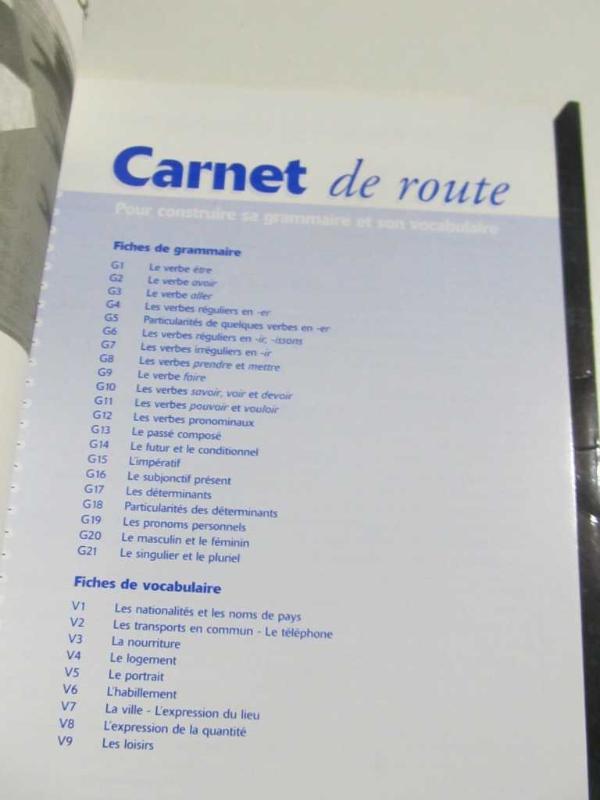 Carnet de route
Pour construire sa grammaire et son vocabulaire
Fiches de grammaire
G1 Le verbe être
G2 Le verbe avoir
G3 Le verbe aller
G4 Les verbes réguliers en -er
G5 Particularités de quelques verbes en -er
G6 Les verbes réguliers en -ir, -issons
G7 Les verbes irréguliers en -ir
G8 Les verbes prendre et mettre
G9 Le verbe faire
G10 Les verbes savoir, voir et devoir
G11 Les verbes pouvoir et vouloir
G12 Les verbes pronominaux
G13 Le passé composé
G14 Le futur et le conditionnel
G15 L'impératif
G16 Le subjonctif présent
G17 Les déterminants
G18 Particularités des déterminants
G19 Les pronoms personnels
G20 Le masculin et le féminin
G21 Le singulier et le pluriel
Fiches de vocabulaire
V1 Les nationalités et les noms de pays
V2 Les transports en commun - Le téléphone
V3 La nourriture
V4 Le logement
V5 Le portrait
V6 L'habillement
V7 La ville - L'expression du lieu
V8 L'expression de la quantité
V9 Les loisirs